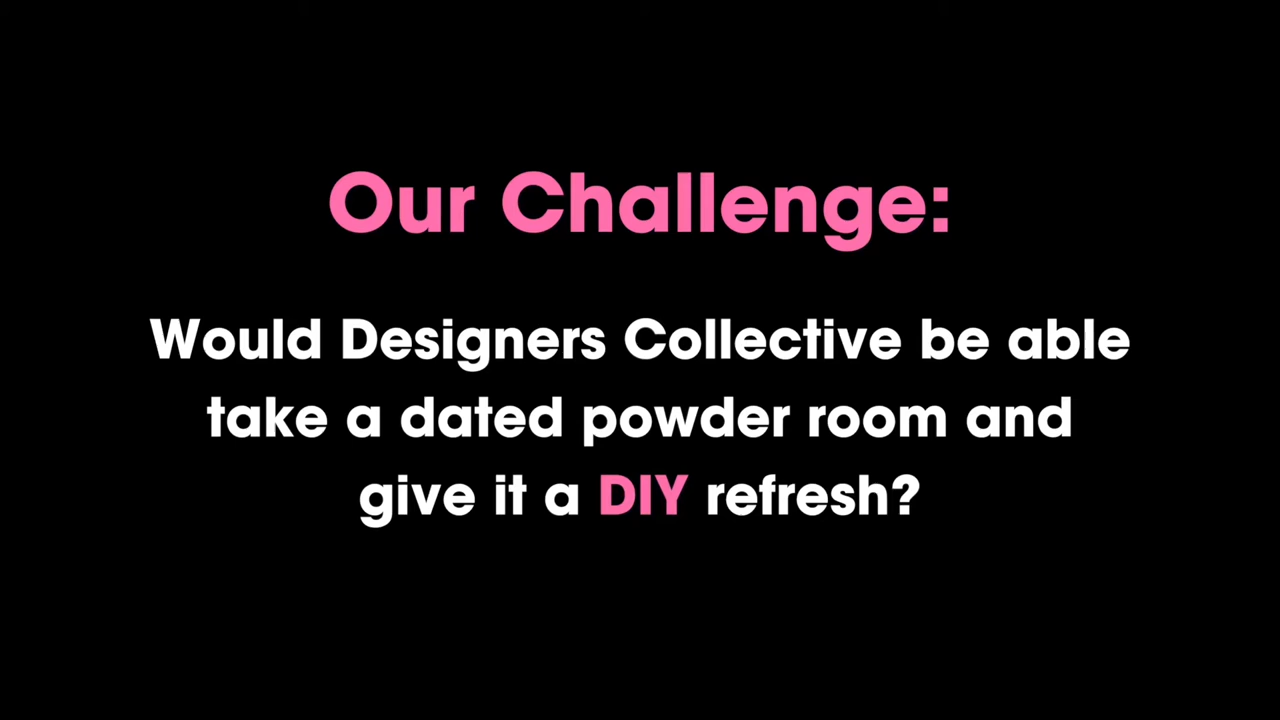 Our Challenge:
Would Designers Collective be able
take a dated powder room and
give it a DIY refresh?